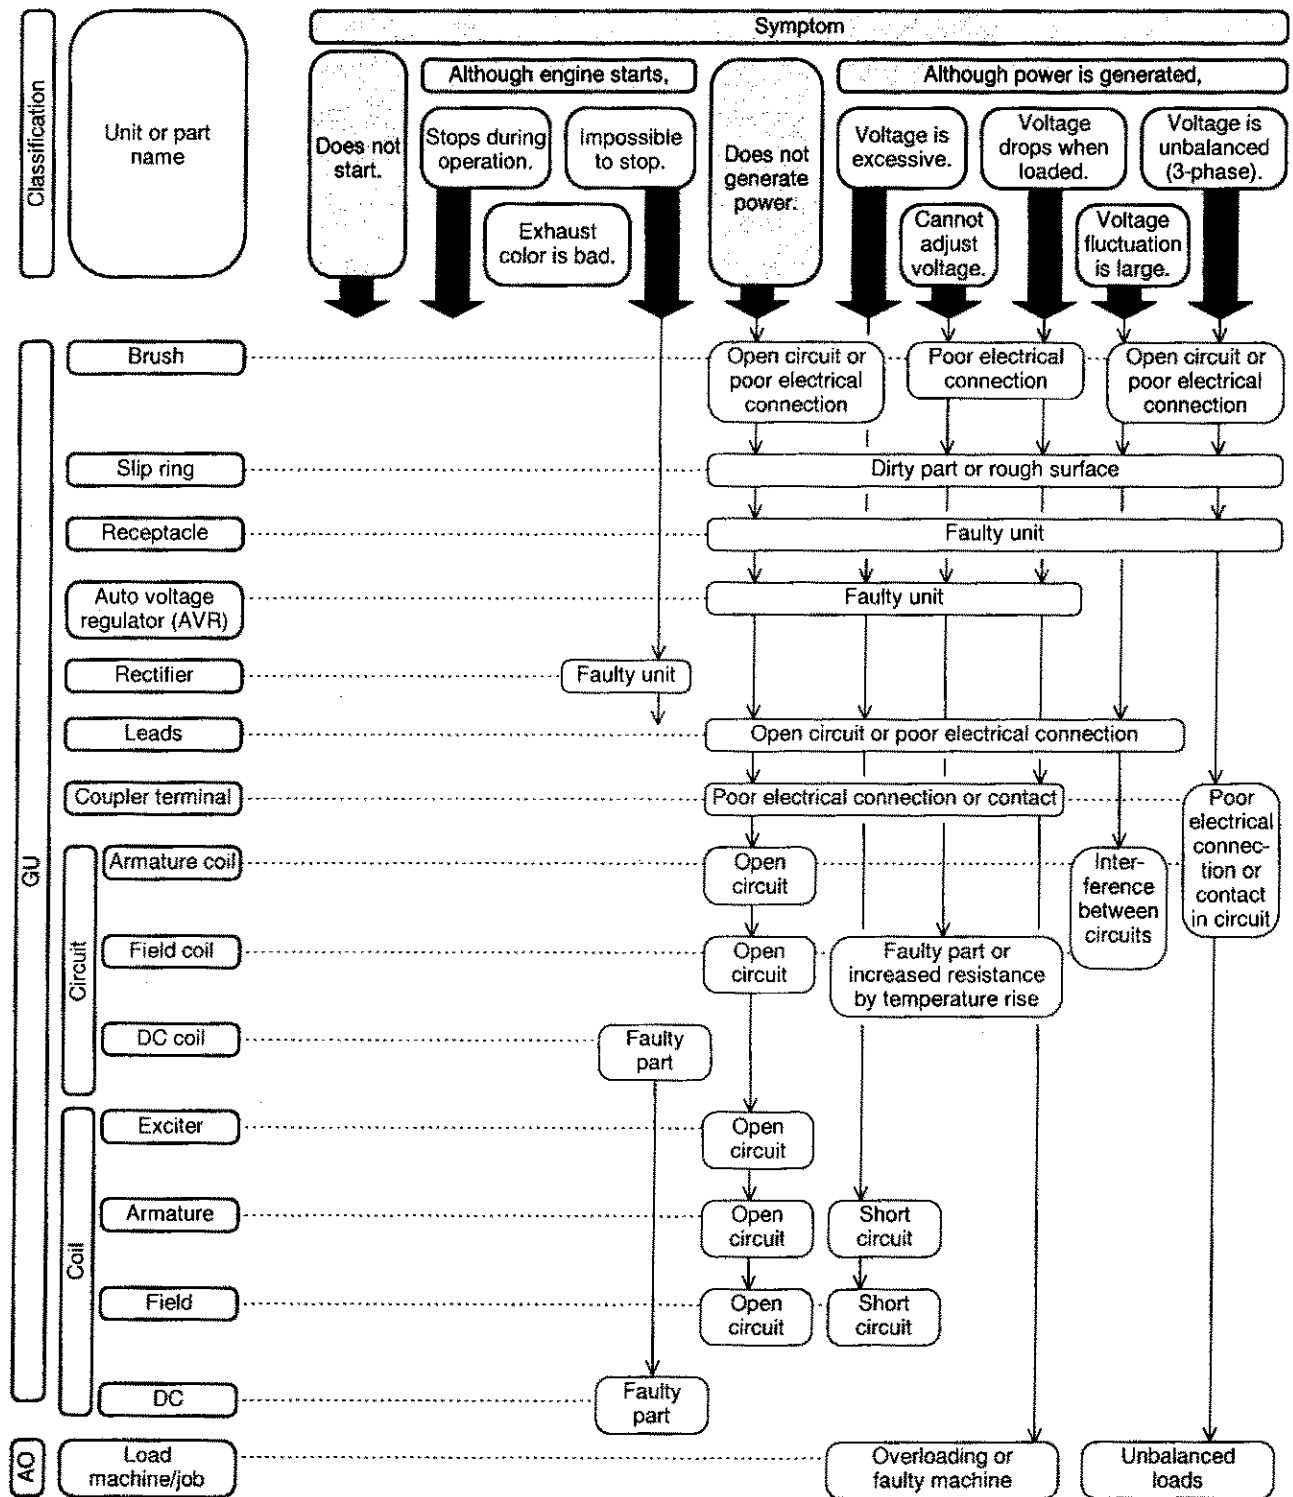 Classification
Unit or part
name
Symptom
Does not
start.
Although engine starts,
Stops during
operation.
Impossible
to stop.
Exhaust
color is bad.
Does not
generate
power.
Although power is generated,
Voltage is
excessive.
Voltage
drops when
loaded.
Voltage is
unbalanced
(3-phase).
Cannot
adjust
voltage.
Voltage
fluctuation
is large.
GU
Brush
Open circuit or
poor electrical
connection
Poor electrical
connection
Open circuit or
poor electrical
connection
Slip ring
Dirty part or rough surface
Receptacle
Faulty unit
Auto voltage
regulator (AVR)
Faulty unit
Rectifier
Faulty unit
Leads
Open circuit or poor electrical connection
Coupler terminal
Poor electrical connection or contact
Poor
electrical
connec-
tion or
contact
in circuit
Circuit
Armature coil
Open
circuit
Inter-
ference
between
circuits
Field coil
Open
circuit
Faulty part or
increased resistance
by temperature rise
DC coil
Faulty
part
Coil
Exciter
Open
circuit
Armature
Open
circuit
Short
circuit
Field
Open
circuit
Short
circuit
DC
Faulty
part
AO
Load
machine/job
Overloading or
faulty machine
Unbalanced
loads